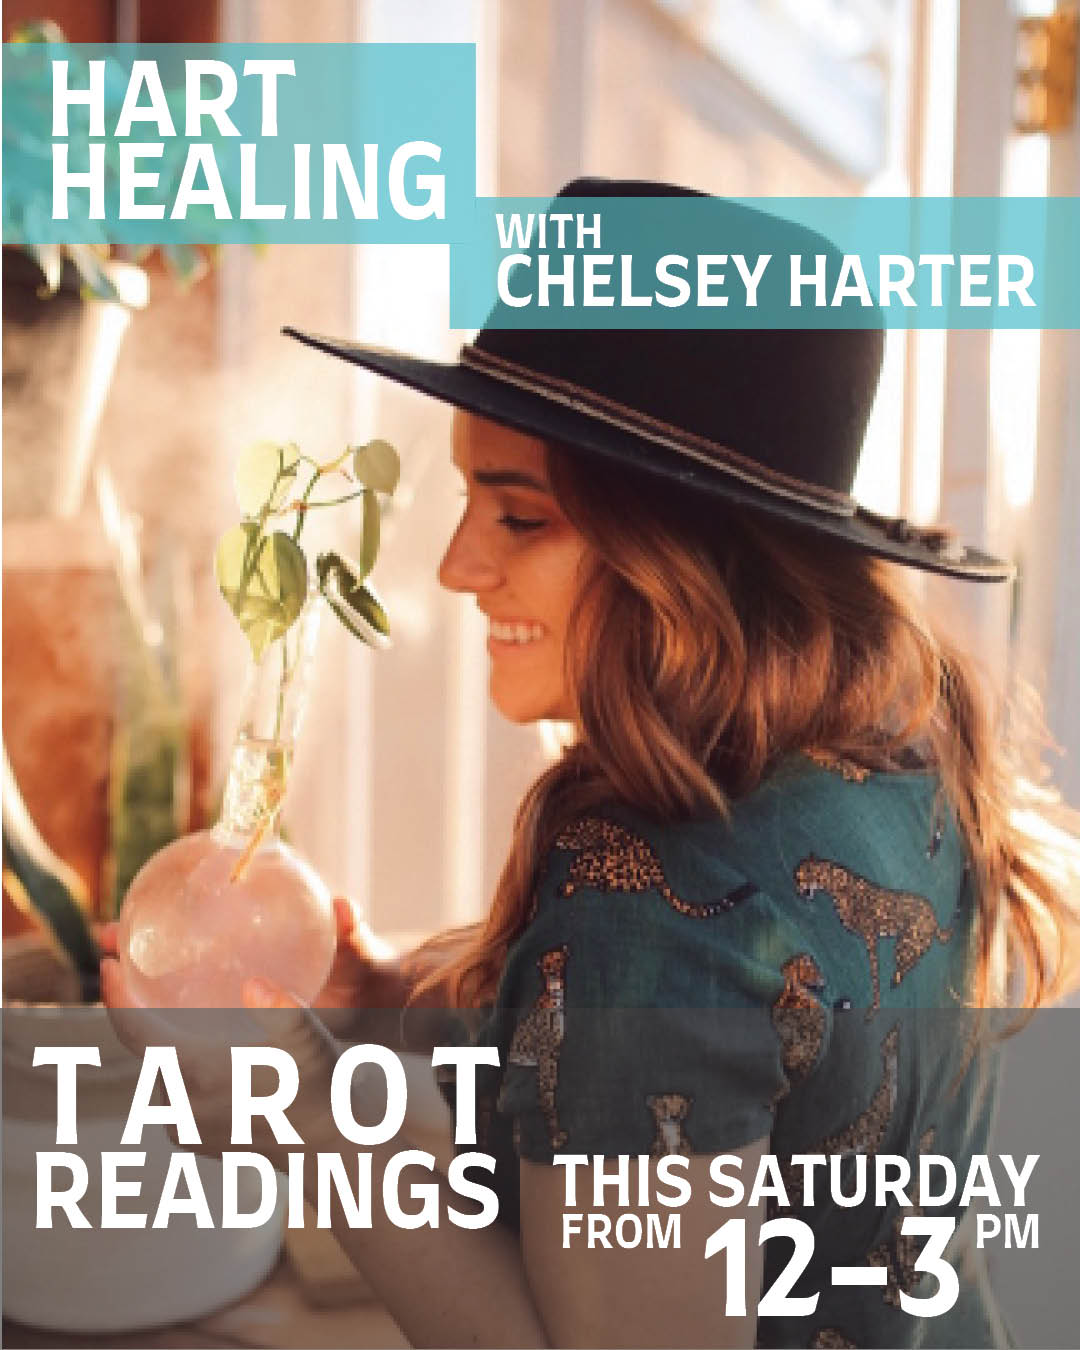 HART
HEALING
WITH
CHELSEY HARTER
TAROT
READINGS
THIS SATURDAY
FROM 12–3 PM